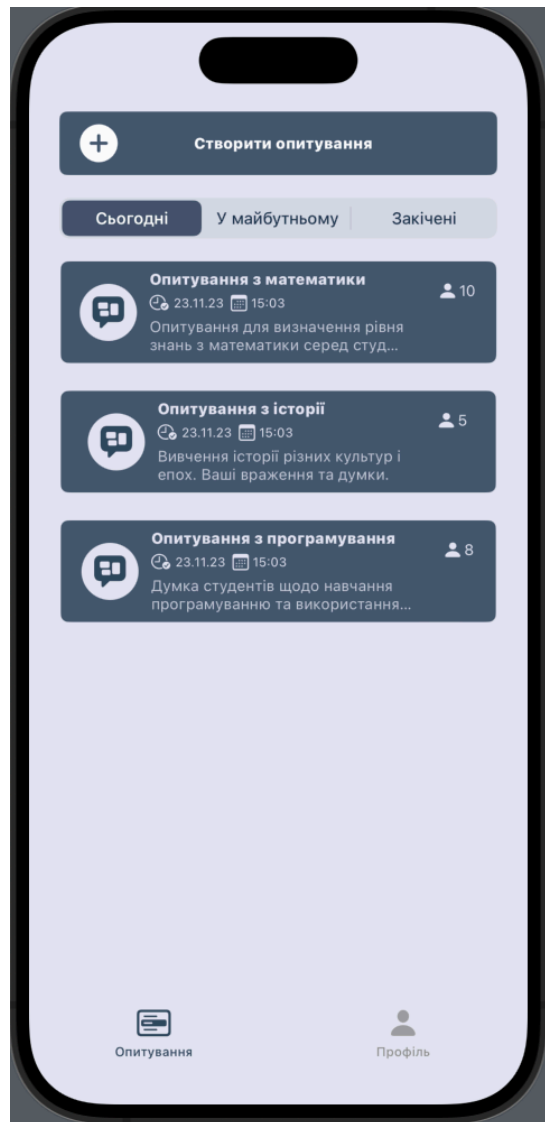 Створити опитування
Сьогодні У майбутньому Закічені
Опитування з математики
23.11.23 15:03 10
Опитування для визначення рівня
знань з математики серед студ...
Опитування з історії
23.11.23 15:03 5
Вивчення історії різних культур і
епох. Ваші враження та думки.
Опитування з програмування
23.11.23 15:03 8
Думка студентів щодо навчання
програмуванню та використання...
Опитування Профіль